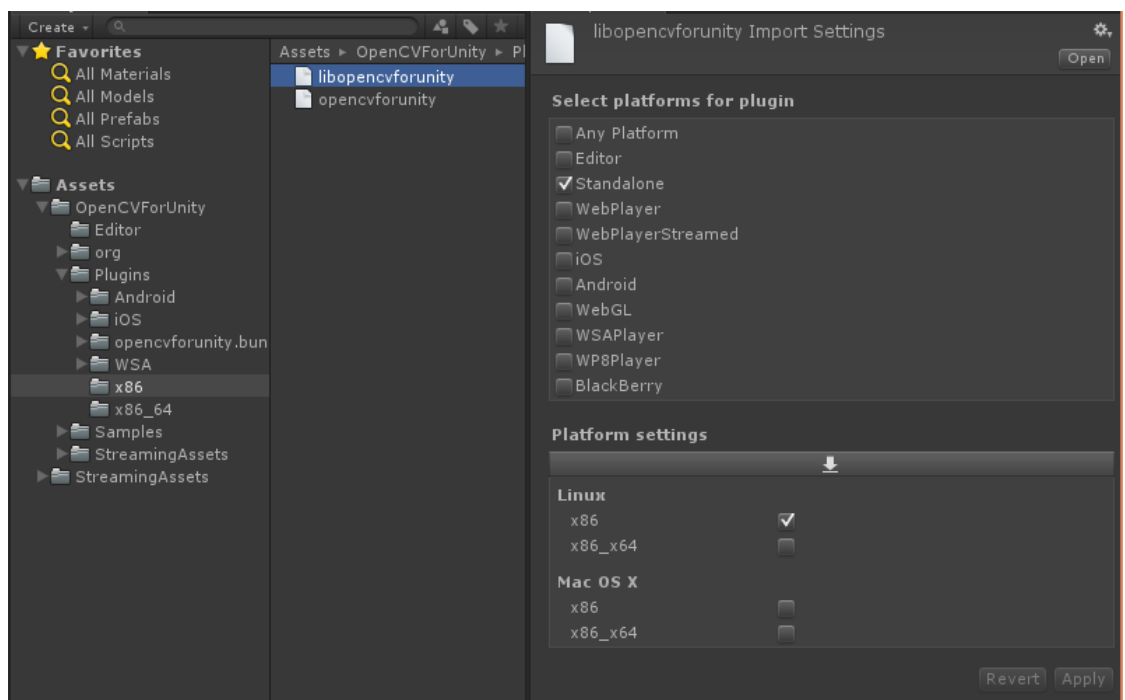 Create
Favorites
All Materials
All Models
All Prefabs
All Scripts
Assets
OpenCVForUnity
Editor
org
Plugins
Android
iOS
opencvforunity.bun
WSA
x86
x86_64
Samples
StreamingAssets
StreamingAssets
Assets ▸ OpenCVForUnity ▸ Pl
libopencvforunity
opencvforunity
libopencvforunity Import Settings
Open
Select platforms for plugin
Any Platform
Editor
Standalone
WebPlayer
WebPlayerStreamed
iOS
Android
WebGL
WSAPlayer
WP8Player
BlackBerry
Platform settings
Linux
x86
x86_x64
Mac OS X
x86
x86_x64
Revert Apply